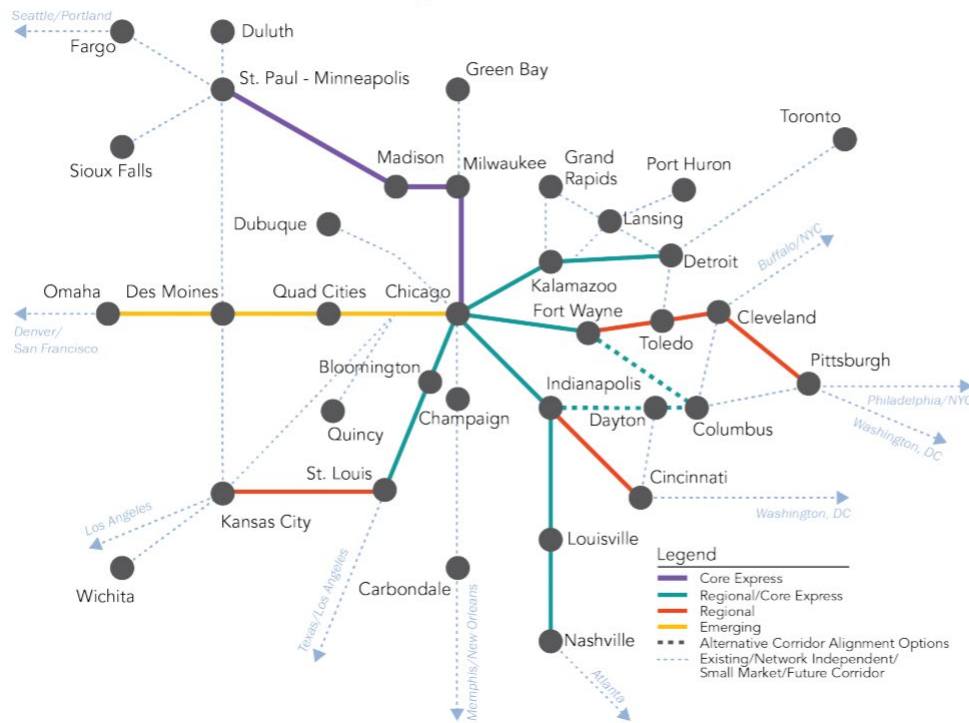 Seattle/Portland
Fargo
Duluth
St. Paul - Minneapolis
Green Bay
Toronto
Sioux Falls
Madison
Milwaukee
Grand
Rapids
Port Huron
Lansing
Dubuque
Detroit
Buffalo/NYC
Kalamazoo
Omaha
Des Moines
Quad Cities
Chicago
Fort Wayne
Toledo
Cleveland
Denver/
San Francisco
Pittsburgh
Bloomington
Indianapolis
Philadelphia/NYC
Champaign
Dayton
Columbus
Quincy
Washington, DC
St. Louis
Cincinnati
Kansas City
Washington, DC
Los Angeles
Louisville
Wichita
Texas/Los Angeles
Carbondale
Memphis/New Orleans
Nashville
Atlanta
Legend
Core Express
Regional/Core Express
Regional
Emerging
Alternative Corridor Alignment Options
Existing/Network Independent/
Small Market/Future Corridor